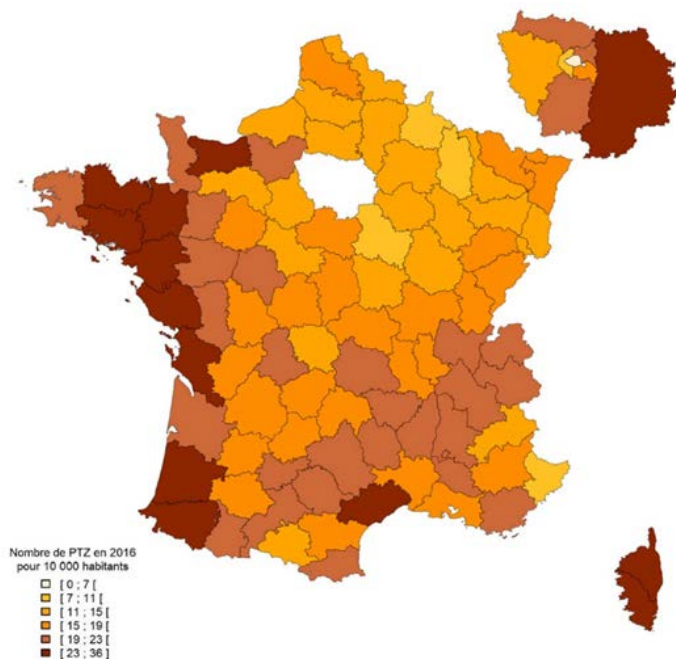 Nombre de PTZ en 2016
pour 10 000 habitants
[ 0 ; 7 [
[ 7 ; 11 [
[ 11 ; 15 [
[ 15 ; 19 [
[ 19 ; 23 [
[ 23 ; 36 ]